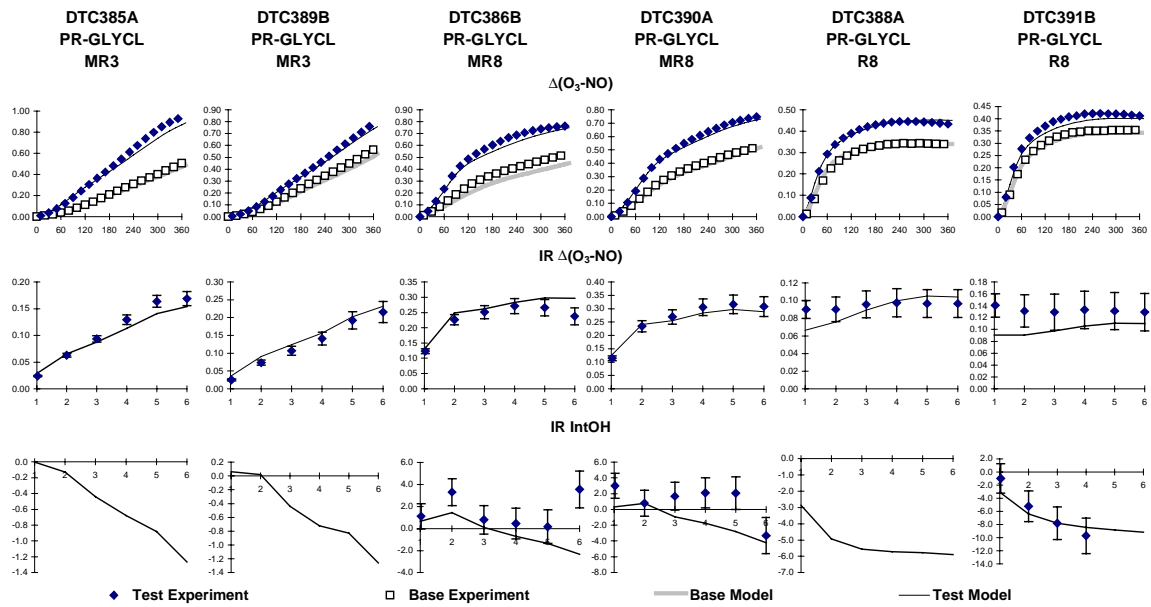 DTC385A DTC389B DTC386B DTC390A DTC388A DTC391B
PR-GLYCL PR-GLYCL PR-GLYCL PR-GLYCL PR-GLYCL PR-GLYCL
MR3 MR3 MR8 MR8 R8 R8
Δ(O₃-NO)
1.00 0.90 0.90 0.80 0.50 0.45
0.80 0.80 0.80 0.70 0.40 0.40
0.60 0.70 0.70 0.60 0.30 0.35
0.40 0.60 0.60 0.50 0.20 0.30
0.20 0.50 0.50 0.40 0.10 0.25
0.00 0.40 0.40 0.30 0.00 0.20
0.30 0.30 0.20 0.15
0.20 0.20 0.10 0.10
0.10 0.10 0.00 0.05
0.00 0.00 0.00
0 60 120 180 240 300 360 0 60 120 180 240 300 360 0 60 120 180 240 300 360 0 60 120 180 240 300 360 0 60 120 180 240 300 360 0 60 120 180 240 300 360
IR Δ(O₃-NO)
0.20 0.30 0.35 0.40 0.12 0.18
0.15 0.25 0.30 0.35 0.10 0.16
0.10 0.20 0.25 0.30 0.08 0.14
0.05 0.15 0.20 0.25 0.06 0.12
0.00 0.10 0.15 0.20 0.04 0.10
0.05 0.10 0.15 0.02 0.08
0.00 0.05 0.10 0.00 0.06
0.00 0.05 0.04
0.00 0.02
0.00
1 2 3 4 5 6 1 2 3 4 5 6 1 2 3 4 5 6 1 2 3 4 5 6 1 2 3 4 5 6 1 2 3 4 5 6
IR IntOH
0.0 0.2 6.0 6.0 0.0 2.0
-0.2 0.0 4.0 4.0 -1.0 0.0
-0.4 -0.2 2.0 2.0 -2.0 -2.0
-0.6 -0.4 0.0 0.0 -3.0 -4.0
-0.8 -0.6 -2.0 -2.0 -4.0 -6.0
-1.0 -0.8 -4.0 -4.0 -5.0 -8.0
-1.2 -1.0 -6.0 -6.0 -10.0
-1.4 -1.2 -8.0 -7.0 -12.0
-1.4 -14.0
1 2 3 4 5 6 1 2 3 4 5 6 1 2 3 4 5 6 1 2 3 4 5 6 1 2 3 4 5 6 1 2 3 4 5 6
Test Experiment Base Experiment Base Model Test Model